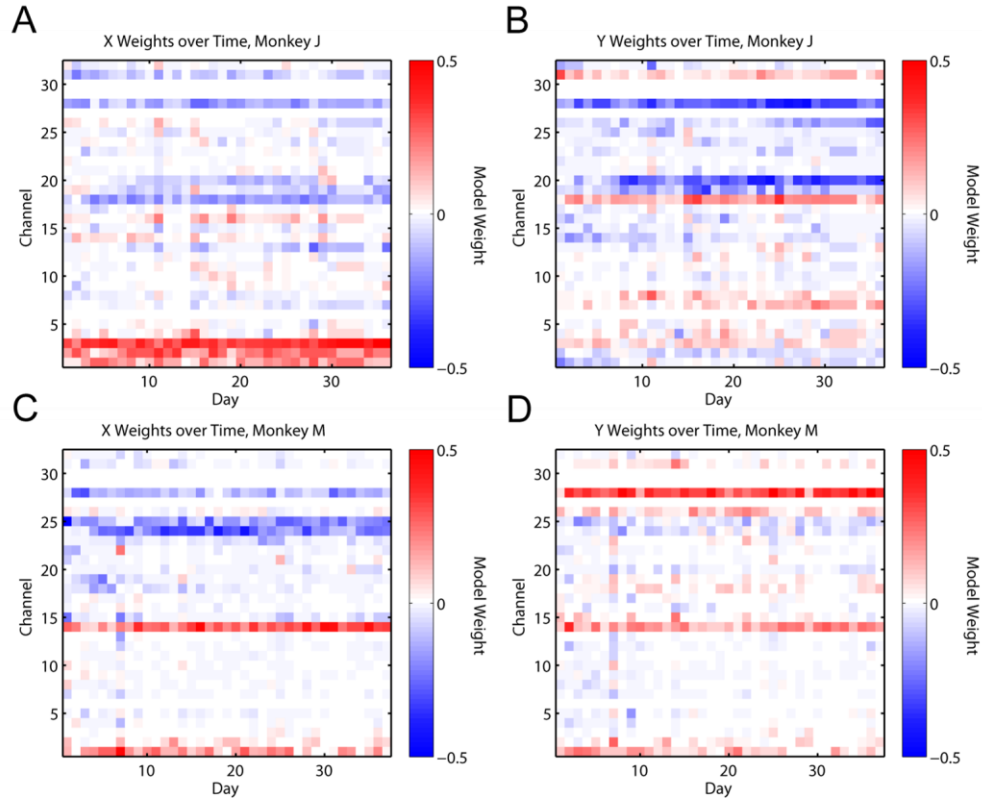 A
X Weights over Time, Monkey J
30
25
20
15
10
5
Channel
10
20
30
Day
0.5
0
−0.5
Model Weight
B
Y Weights over Time, Monkey J
30
25
20
15
10
5
Channel
10
20
30
Day
0.5
0
−0.5
Model Weight
C
X Weights over Time, Monkey M
30
25
20
15
10
5
Channel
10
20
30
Day
0.5
0
−0.5
Model Weight
D
Y Weights over Time, Monkey M
30
25
20
15
10
5
Channel
10
20
30
Day
0.5
0
−0.5
Model Weight